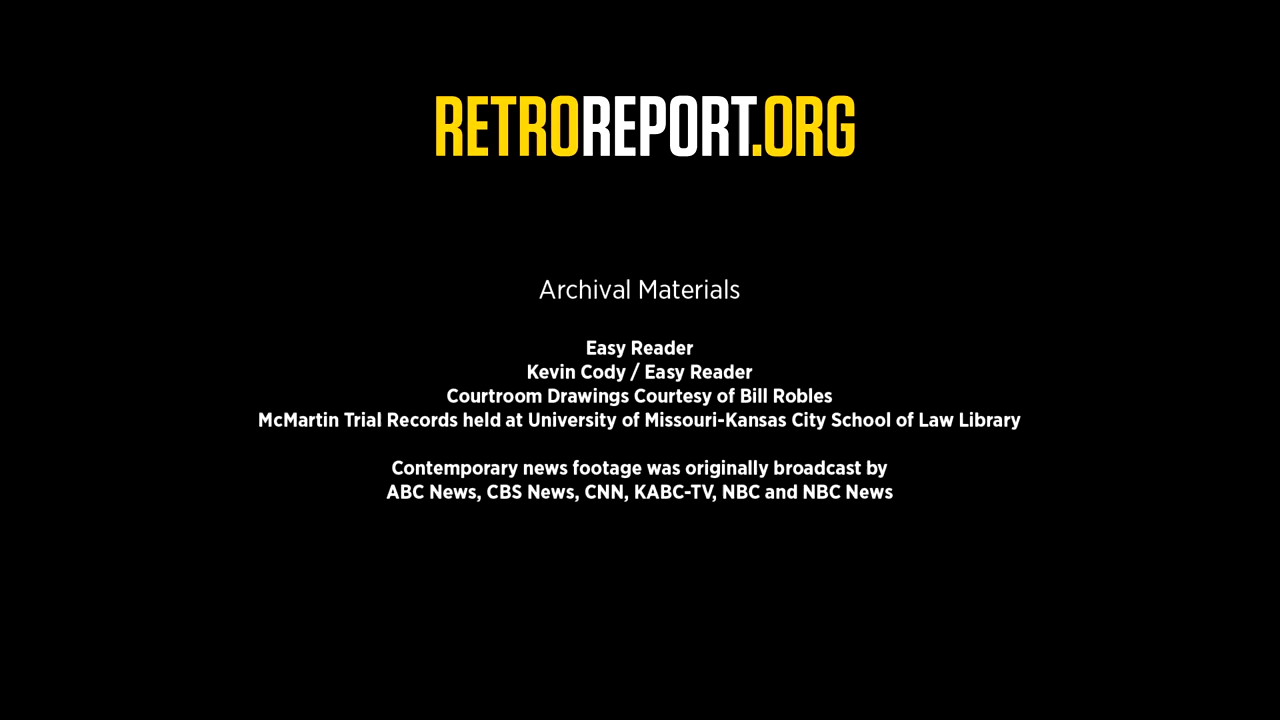 RETROREPORT.ORG
Archival Materials
Easy Reader
Kevin Cody / Easy Reader
Courtroom Drawings Courtesy of Bill Robles
McMartin Trial Records held at University of Missouri-Kansas City School of Law Library
Contemporary news footage was originally broadcast by
ABC News, CBS News, CNN, KABC-TV, NBC and NBC News